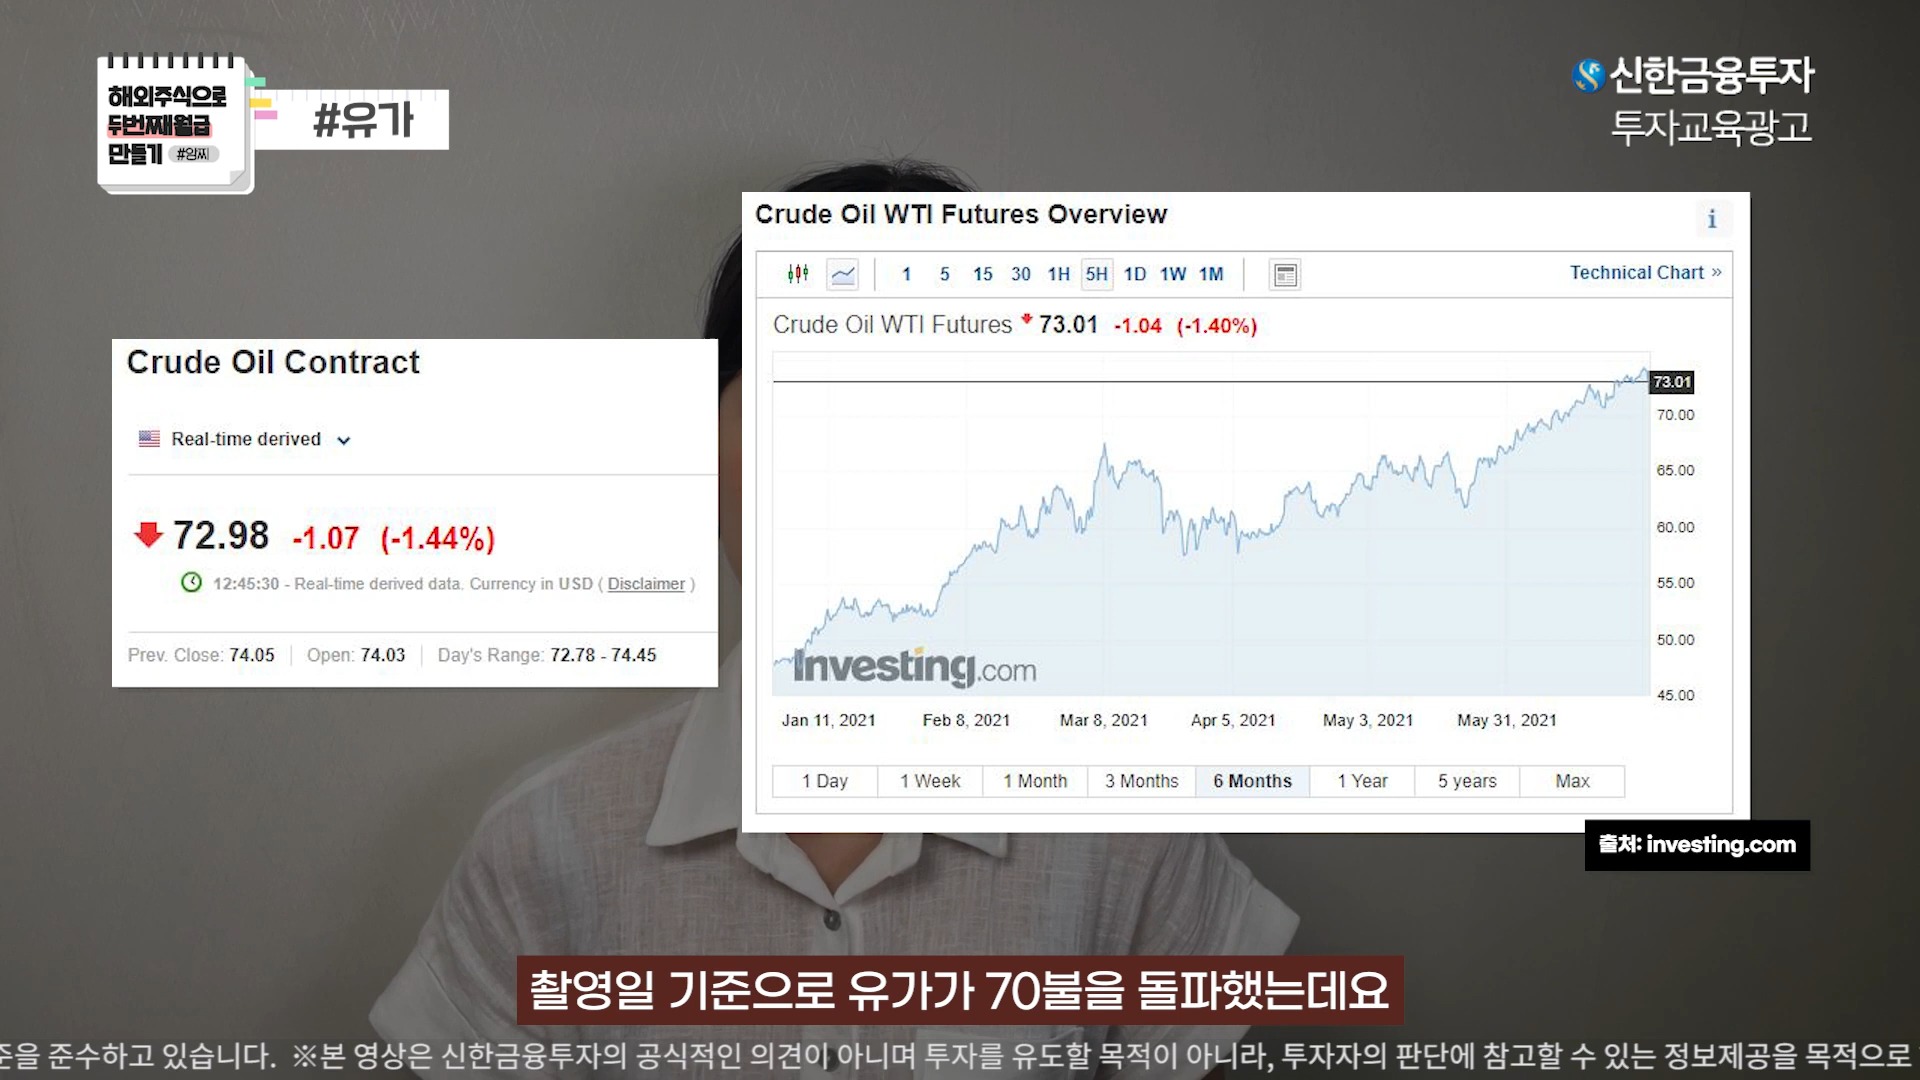 해외주식으로
두번째월급
만들기 #암찌
#유가
신한금융투자
투자교육광고
Crude Oil Contract
Real-time derived
72.98 -1.07 (-1.44%)
12:45:30 - Real-time derived data. Currency in USD ( Disclaimer )
Prev. Close: 74.05 Open: 74.03 Day's Range: 72.78 - 74.45
Crude Oil WTI Futures Overview
i
1 5 15 30 1H 5H 1D 1W 1M
Technical Chart »
Crude Oil WTI Futures 73.01 -1.04 (-1.40%)
73.01
70.00
65.00
60.00
55.00
50.00
45.00
Investing.com
Jan 11, 2021 Feb 8, 2021 Mar 8, 2021 Apr 5, 2021 May 3, 2021 May 31, 2021
1 Day 1 Week 1 Month 3 Months 6 Months 1 Year 5 years Max
출처: investing.com
촬영일 기준으로 유가가 70불을 돌파했는데요
준을 준수하고 있습니다. ※본 영상은 신한금융투자의 공식적인 의견이 아니며 투자를 유도할 목적이 아니라, 투자자의 판단에 참고할 수 있는 정보제공을 목적으로